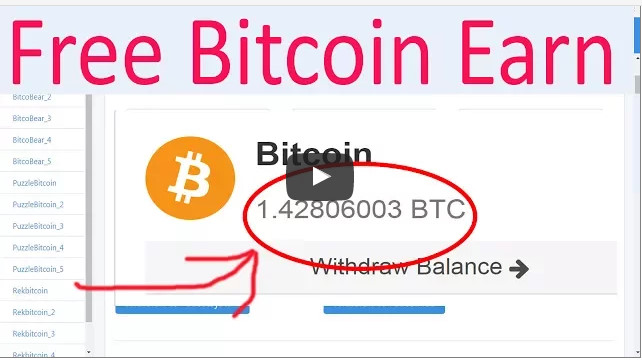 Free Bitcoin Earn
BitcoBear_2
BitcoBear_3
BitcoBear_4
BitcoBear_5
PuzzleBitcoin
PuzzleBitcoin_2
PuzzleBitcoin_3
PuzzleBitcoin_4
PuzzleBitcoin_5
Rekbitcoin
Rekbitcoin_2
Rekbitcoin_3
Rekbitcoin_4
Bitcoin
1.42806003 BTC
Withdraw Balance